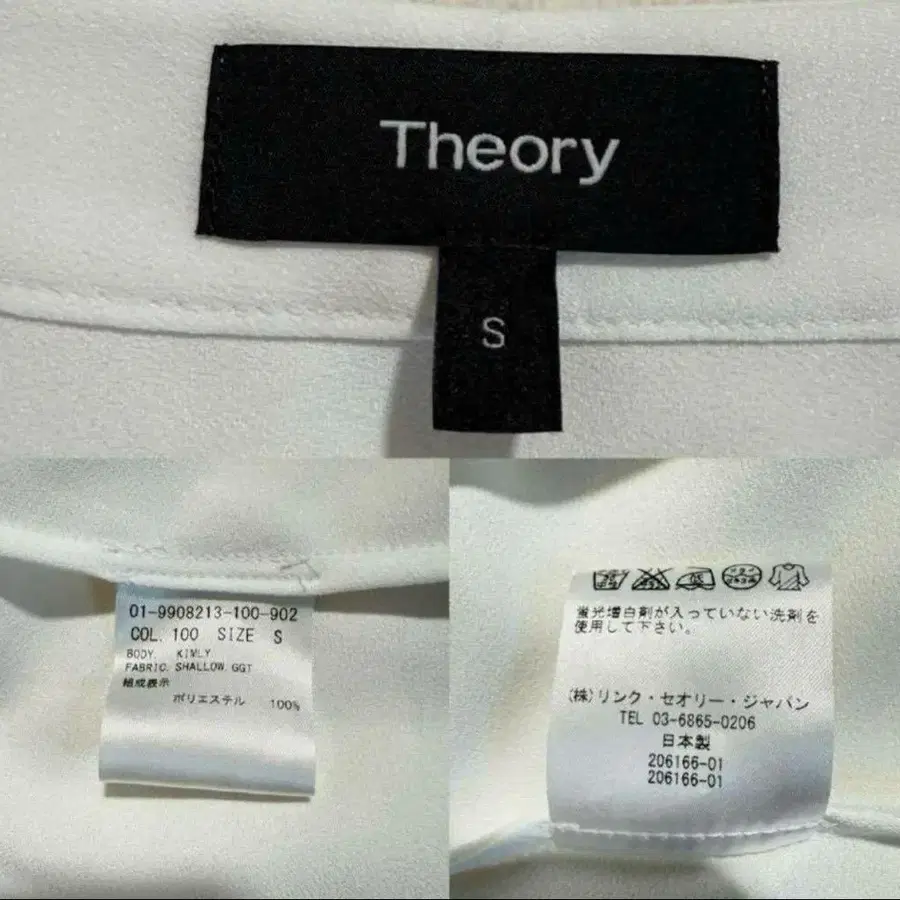 Theory
S
01-9908213-100-902
COL. 100 SIZE S
BODY. KIMLY
FABRIC. SHALLOW. GGT
組成表示
ポリエステル 100%
蛍光増白剤が入っていない洗剤を
使用して下さい。
(株)リンク・セオリー・ジャパン
TEL 03-6865-0206
日本製
206166-01
206166-01